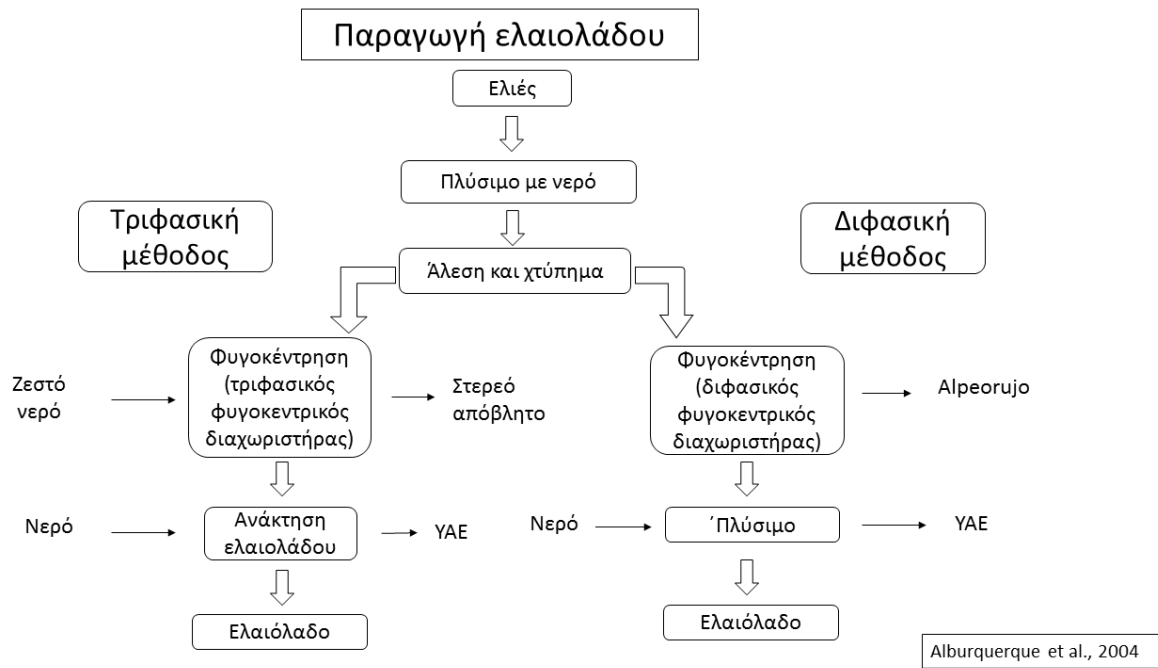 Παραγωγή ελαιολάδου
Ελιές
Πλύσιμο με νερό
Τριφασική
μέθοδος
Διφασική
μέθοδος
Άλεση και χτύπημα
Ζεστό
νερό
Φυγοκέντρηση
(τριφασικός
φυγοκεντρικός
διαχωριστήρας)
Στερεό
απόβλητο
Φυγοκέντρηση
(διφασικός
φυγοκεντρικός
διαχωριστήρας)
Alpeorujo
Νερό
Ανάκτηση
ελαιολάδου
ΥΑΕ
Νερό
΄Πλύσιμο
ΥΑΕ
Ελαιόλαδο
Ελαιόλαδο
Alburquerque et al., 2004